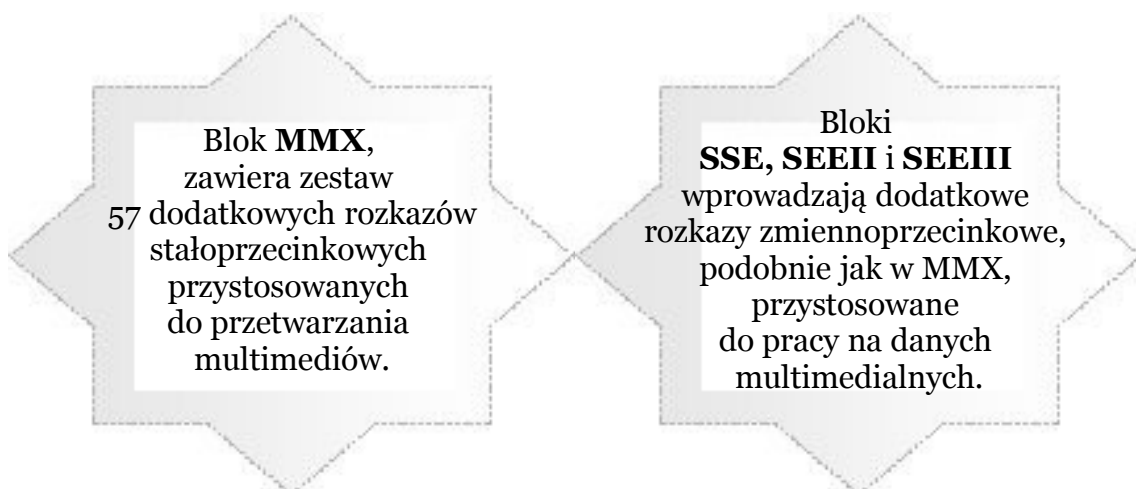 Blok MMX,
zawiera zestaw
57 dodatkowych rozkazów
stałoprzecinkowych
przystosowanych
do przetwarzania
multimediów.
Bloki
SSE, SEEII i SEEIII
wprowadzają dodatkowe
rozkazy zmiennoprzecinkowe,
podobnie jak w MMX,
przystosowane
do pracy na danych
multimedialnych.